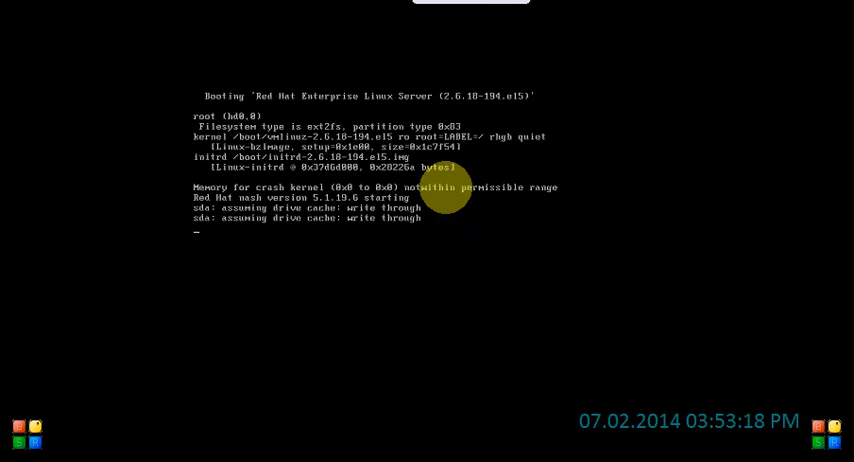 Booting 'Red Hat Enterprise Linux Server (2.6.18-194.el5)'
root (hd0,0)
Filesystem type is ext2fs, partition type 0x83
kernel /boot/vmlinuz-2.6.18-194.el5 ro root=LABEL=/ rhgb quiet
[Linux-bzImage, setup=0x1e00, size=0x1c7f54]
initrd /boot/initrd-2.6.18-194.el5.img
[Linux-initrd @ 0x37d6d000, 0x28226a bytes]
Memory for crash kernel (0x0 to 0x0) notwithin permissible range
Red Hat nash version 5.1.19.6 starting
sda: assuming drive cache: write through
sda: assuming drive cache: write through
07.02.2014 03:53:18 PM
B
S R
B
S R